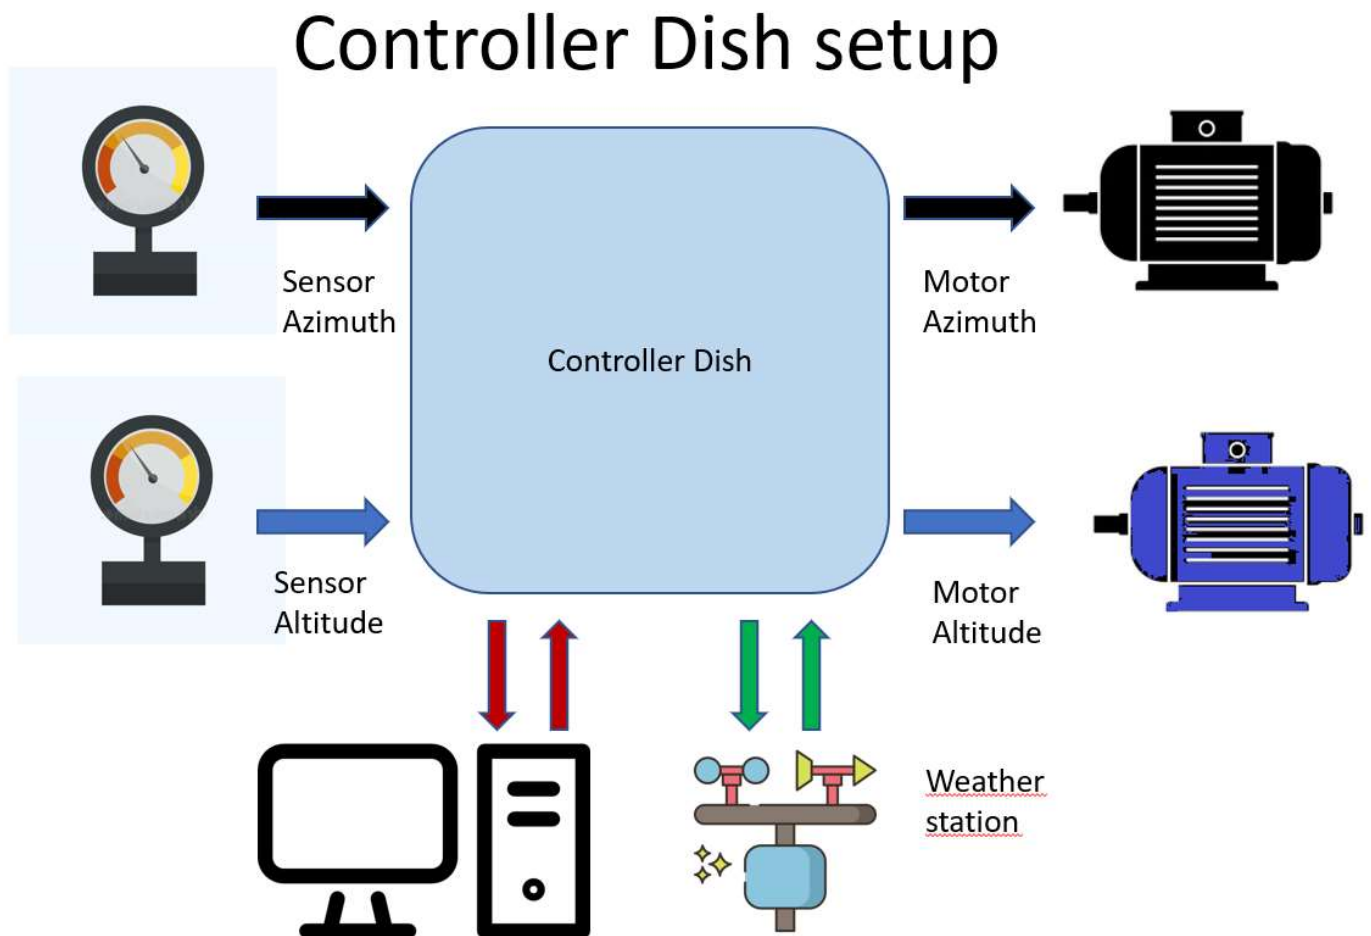 Controller Dish setup
Sensor
Azimuth
Motor
Azimuth
Controller Dish
Sensor
Altitude
Motor
Altitude
Weather
station